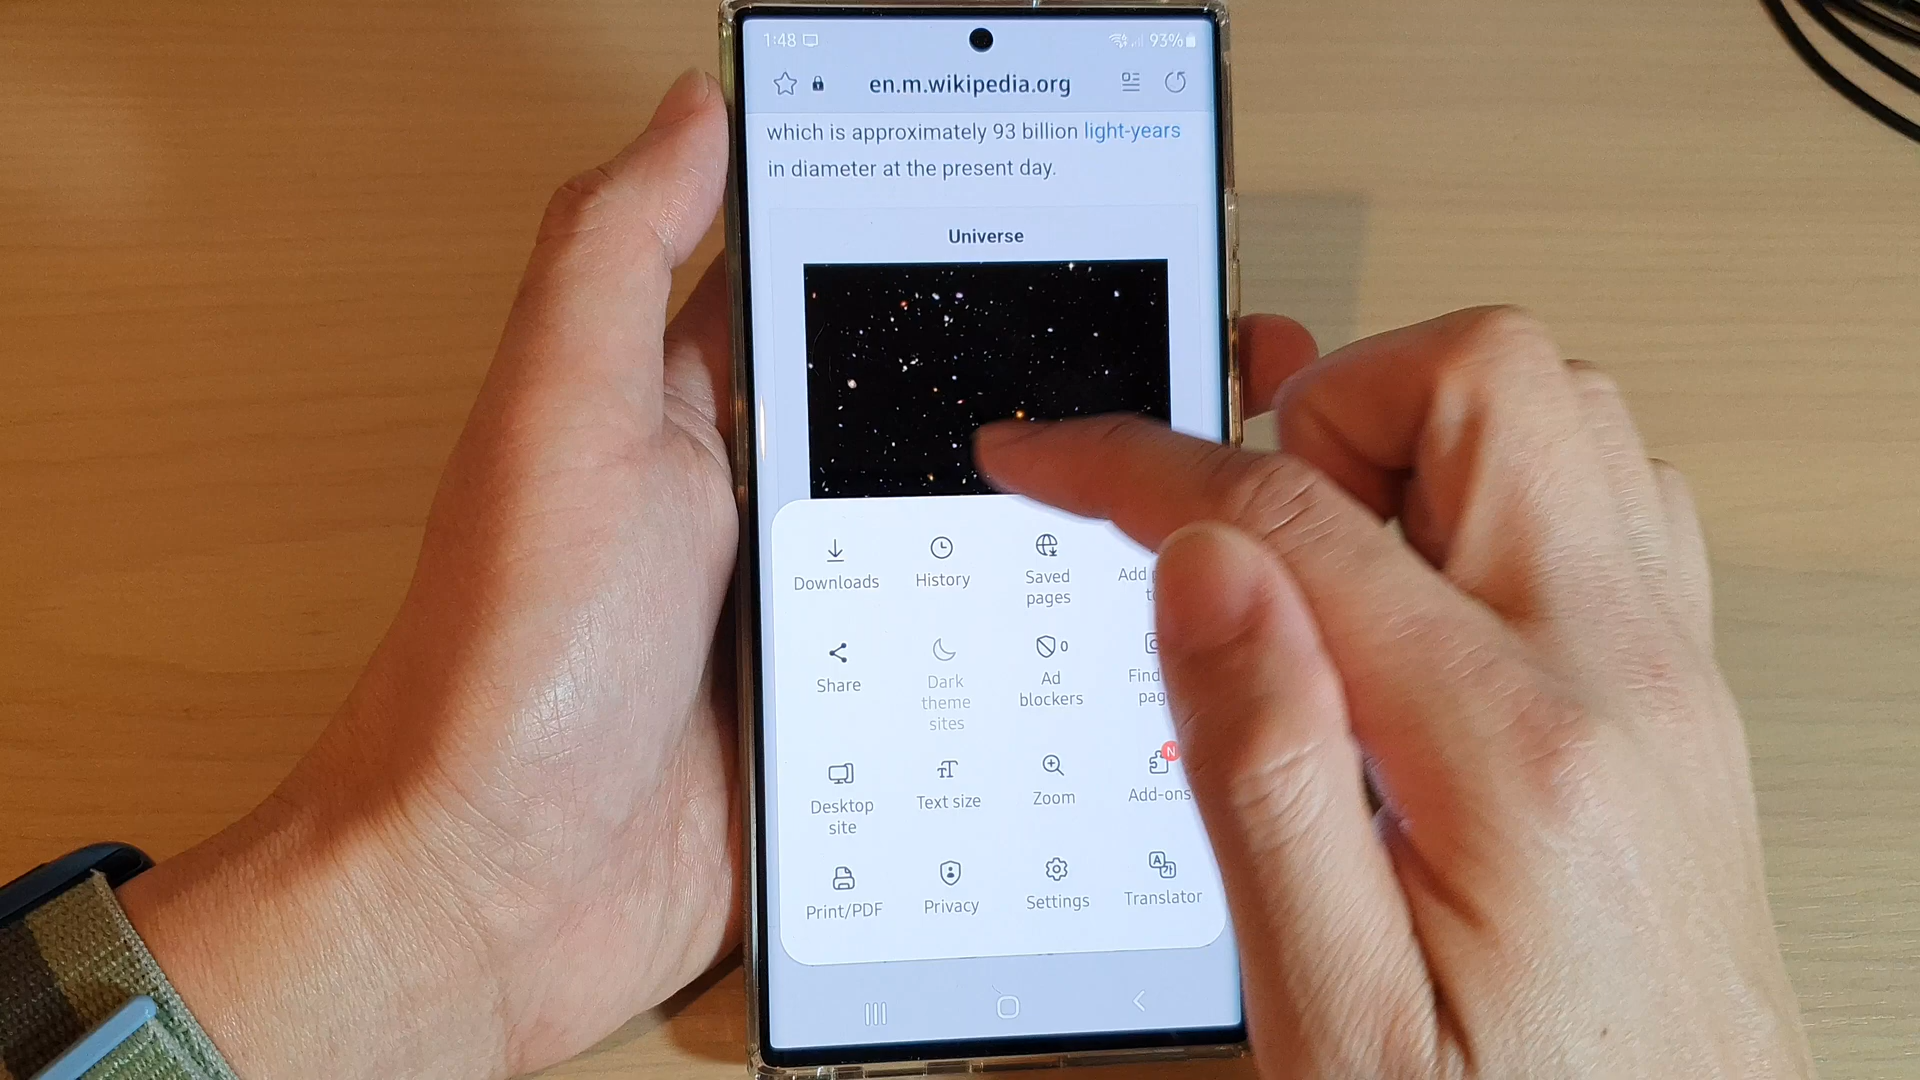 1:48 93%
en.m.wikipedia.org
which is approximately 93 billion light-years
in diameter at the present day.
Universe
Downloads
History
Saved
pages
Add
Share
Dark
theme
sites
0
Ad
blockers
Find
Desktop
site
Text size
Zoom
N
Add-ons
Print/PDF
Privacy
Settings
Translator